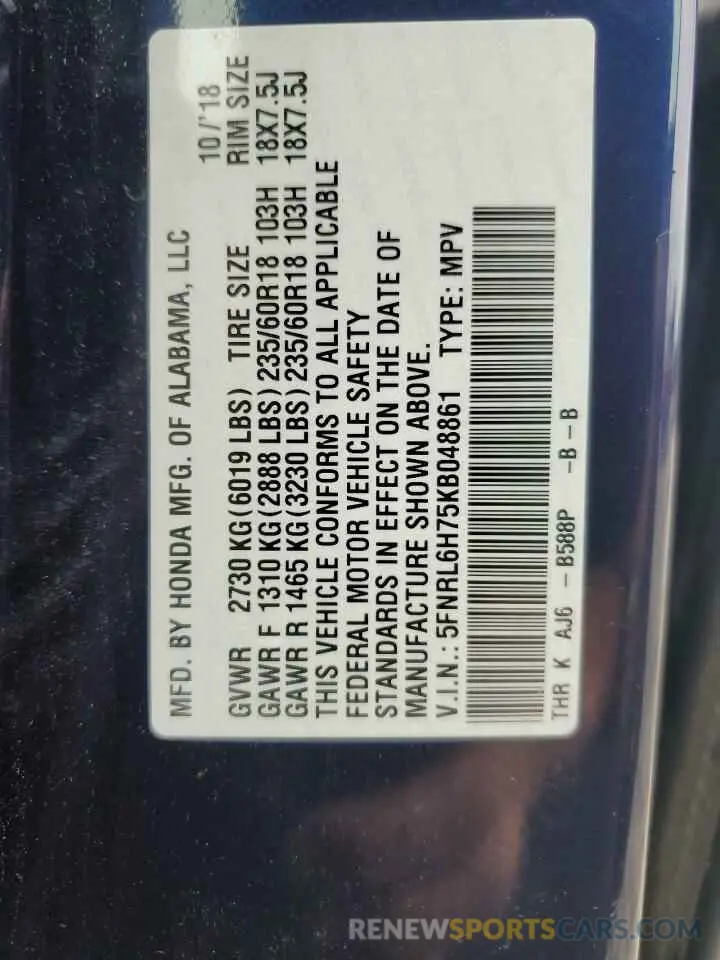 MFD. BY HONDA MFG. OF ALABAMA, LLC 10/'18
GVWR 2730 KG(6019 LBS) TIRE SIZE RIM SIZE
GAWR F 1310 KG(2888 LBS)235/60R18 103H 18X7.5J
GAWR R 1465 KG(3230 LBS)235/60R18 103H 18X7.5J
THIS VEHICLE CONFORMS TO ALL APPLICABLE
FEDERAL MOTOR VEHICLE SAFETY
STANDARDS IN EFFECT ON THE DATE OF
MANUFACTURE SHOWN ABOVE.
V.I.N.: 5FNRL6H75KB048861 TYPE: MPV
THR K AJ6 - B588P -B-B
RENEWSPORTSCARS.COM